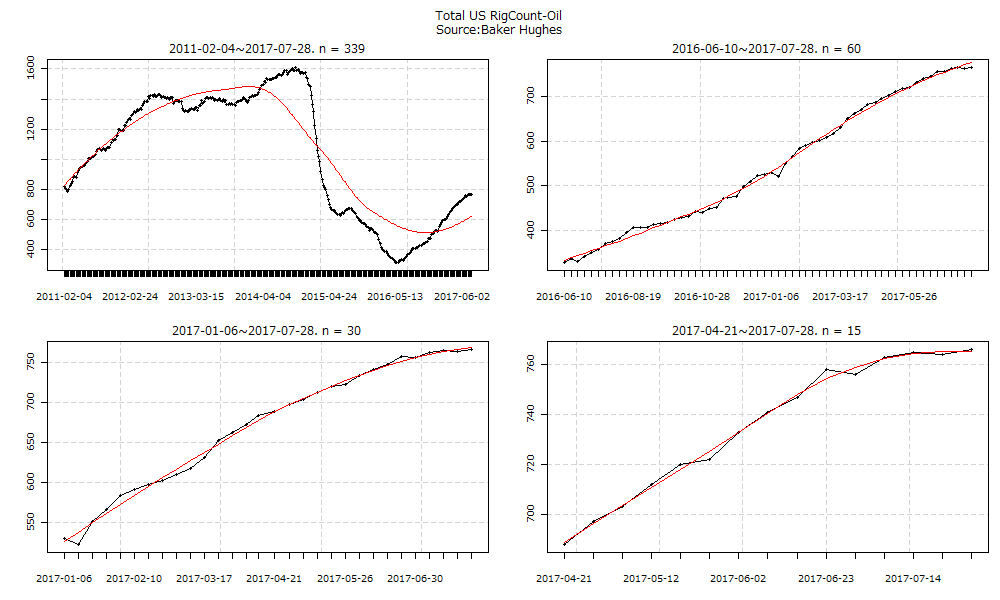 Total US RigCount-Oil
Source:Baker Hughes
2011-02-04~2017-07-28. n = 339
1600
1200
800
600
400
2011-02-04 2012-02-24 2013-03-15 2014-04-04 2015-04-24 2016-05-13 2017-06-02
2016-06-10~2017-07-28. n = 60
700
600
500
400
2016-06-10 2016-08-19 2016-10-28 2017-01-06 2017-03-17 2017-05-26
2017-01-06~2017-07-28. n = 30
750
700
650
600
550
2017-01-06 2017-02-10 2017-03-17 2017-04-21 2017-05-26 2017-06-30
2017-04-21~2017-07-28. n = 15
760
740
720
700
2017-04-21 2017-05-12 2017-06-02 2017-06-23 2017-07-14